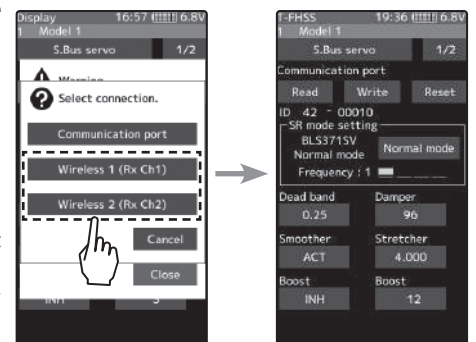 Display 16:57 6.8V
1 Model 1
S.Bus servo 1/2
Warning
Select connection.
Communication port
Wireless 1 (Rx Ch1)
Wireless 2 (Rx Ch2)
Cancel
Close
INH
T-FHSS 19:36 6.8V
1 Model 1
S.Bus servo 1/2
Communication port
Read Write Reset
ID 42 - 00010
SR mode setting
BLS371SV
Normal mode Normal mode
Frequency : 1
Dead band Damper
0.25 96
Smoother Stretcher
ACT 4.000
Boost Boost
INH 12